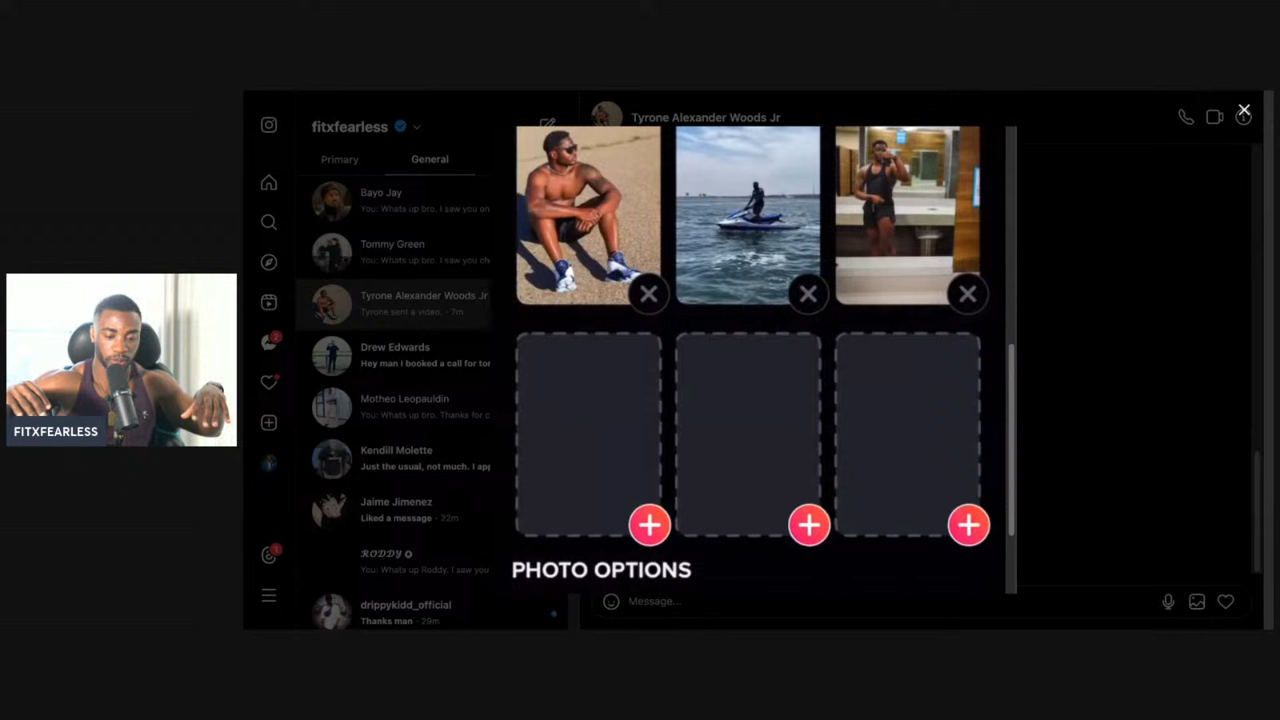 fitxfearless
Tyrone Alexander Woods Jr
Primary
General
Bayo Jay
You: Whats up bro. I saw you on
Tommy Green
You: Whats up bro. I saw you ch
Tyrone Alexander Woods Jr
Tyrone sent a video. · 7m
Drew Edwards
Hey man I booked a call for tor
Motheo Leopauldin
You: Whats up bro. Thanks for c
Kendill Molette
Just the usual, not much. I app
Jaime Jimenez
Liked a message · 22m
RODDY
You: Whats up Roddy. I saw you
drippykidd_official
Thanks man · 29m
2
1
FITXFEARLESS
PHOTO OPTIONS
Message...